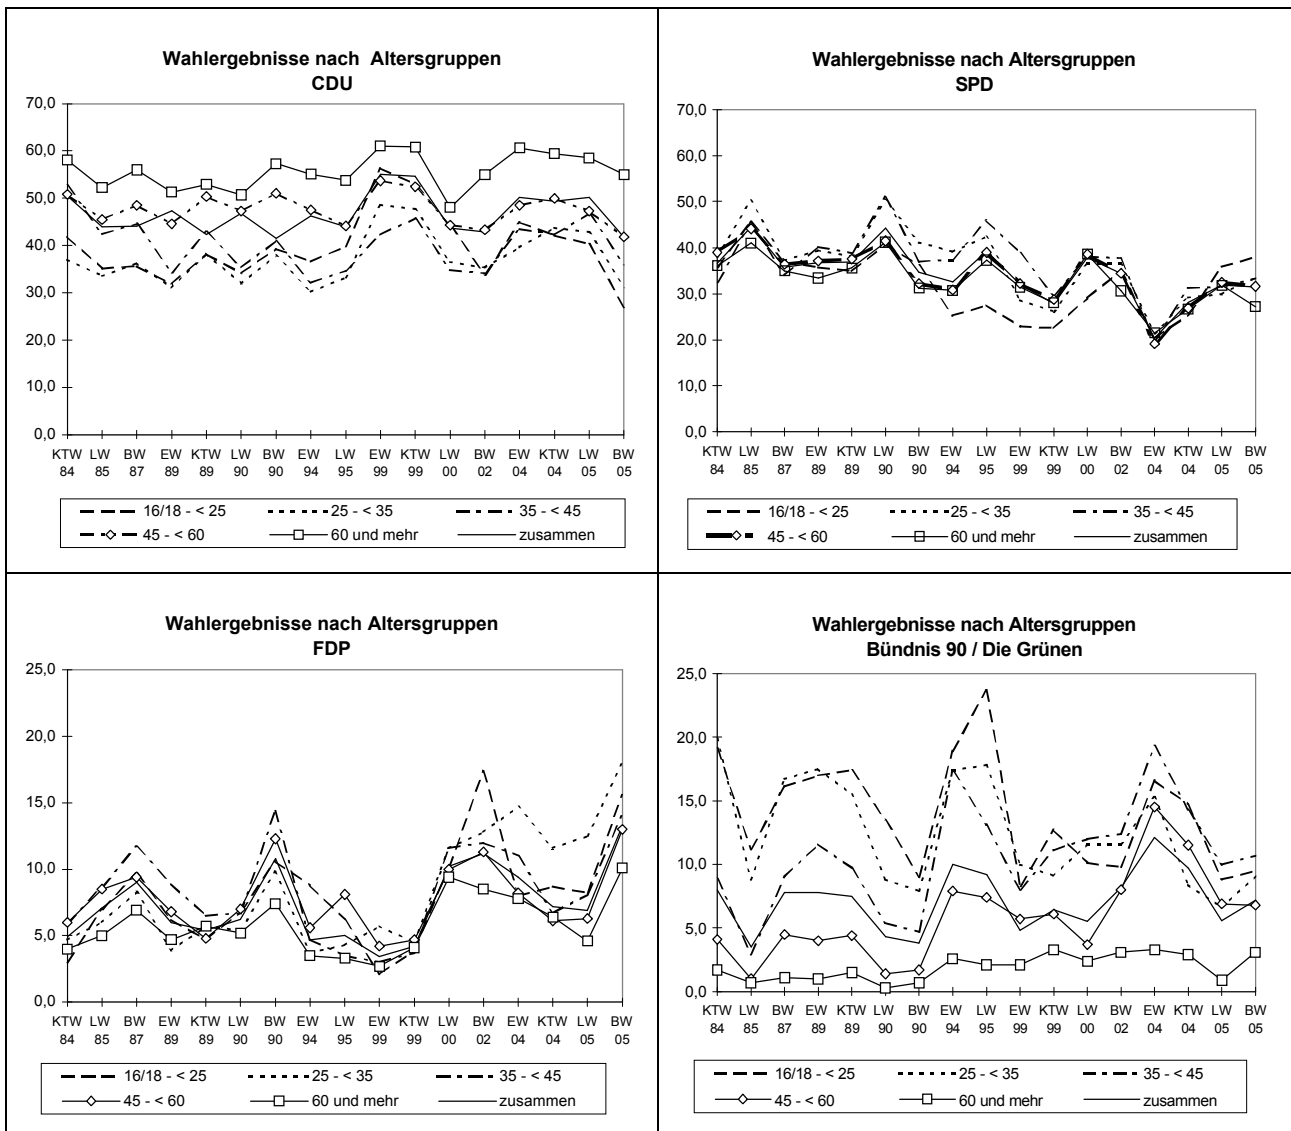 Wahlergebnisse nach Altersgruppen
CDU
70,0
60,0
50,0
40,0
30,0
20,0
10,0
0,0
KTW LW BW EW KTW LW BW EW LW EW KTW LW BW EW KTW LW BW
84 85 87 89 89 90 90 94 95 99 99 00 02 04 04 05 05
16/18 - < 25 25 - < 35 35 - < 45
45 - < 60 60 und mehr zusammen
Wahlergebnisse nach Altersgruppen
SPD
70,0
60,0
50,0
40,0
30,0
20,0
10,0
0,0
KTW LW BW EW KTW LW BW EW LW EW KTW LW BW EW KTW LW BW
84 85 87 89 89 90 90 94 95 99 99 00 02 04 04 05 05
16/18 - < 25 25 - < 35 35 - < 45
45 - < 60 60 und mehr zusammen
Wahlergebnisse nach Altersgruppen
FDP
25,0
20,0
15,0
10,0
5,0
0,0
KTW LW BW EW KTW LW BW EW LW EW KTW LW BW EW KTW LW BW
84 85 87 89 89 90 90 94 95 99 99 00 02 04 04 05 05
16/18 - < 25 25 - < 35 35 - < 45
45 - < 60 60 und mehr zusammen
Wahlergebnisse nach Altersgruppen
Bündnis 90 / Die Grünen
25,0
20,0
15,0
10,0
5,0
0,0
KTW LW BW EW KTW LW BW EW LW EW KTW LW BW EW KTW LW BW
84 85 87 89 89 90 90 94 95 99 99 00 02 04 04 05 05
16/18 - < 25 25 - < 35 35 - < 45
45 - < 60 60 und mehr zusammen